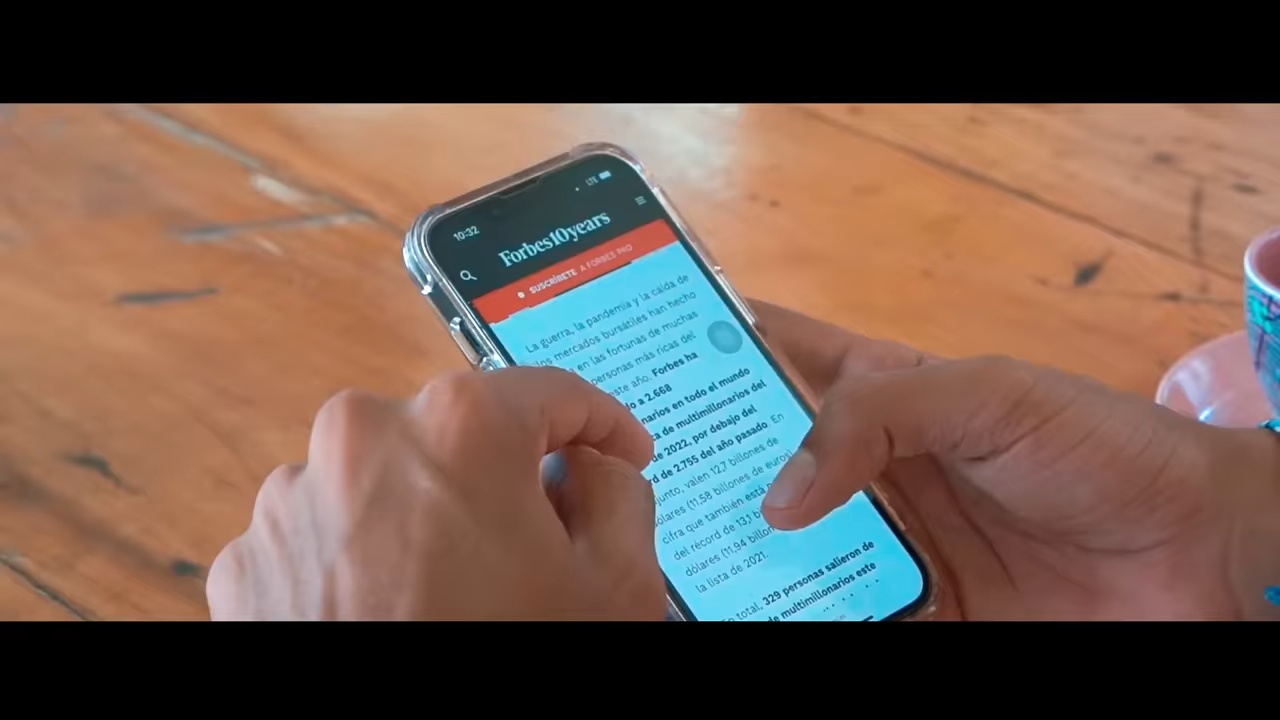 10:32
LTE
Forbes10years
SUSCRÍBETE A FORBES PRO
La guerra, la pandemia y la caída de
los mercados bursátiles han hecho
en las fortunas de muchas
personas más ricas del
este año. Forbes ha
a 2.668
narios en todo el mundo
a de multimillonarios del
de 2022, por debajo del
d de 2.755 del año pasado. En
junto, valen 12,7 billones de
dólares (11,58 billones de euros)
cifra que también está
del récord de 13,1
dólares (11,94 billon
la lista de 2021.
En total, 329 personas salieron de
de multimillonarios este